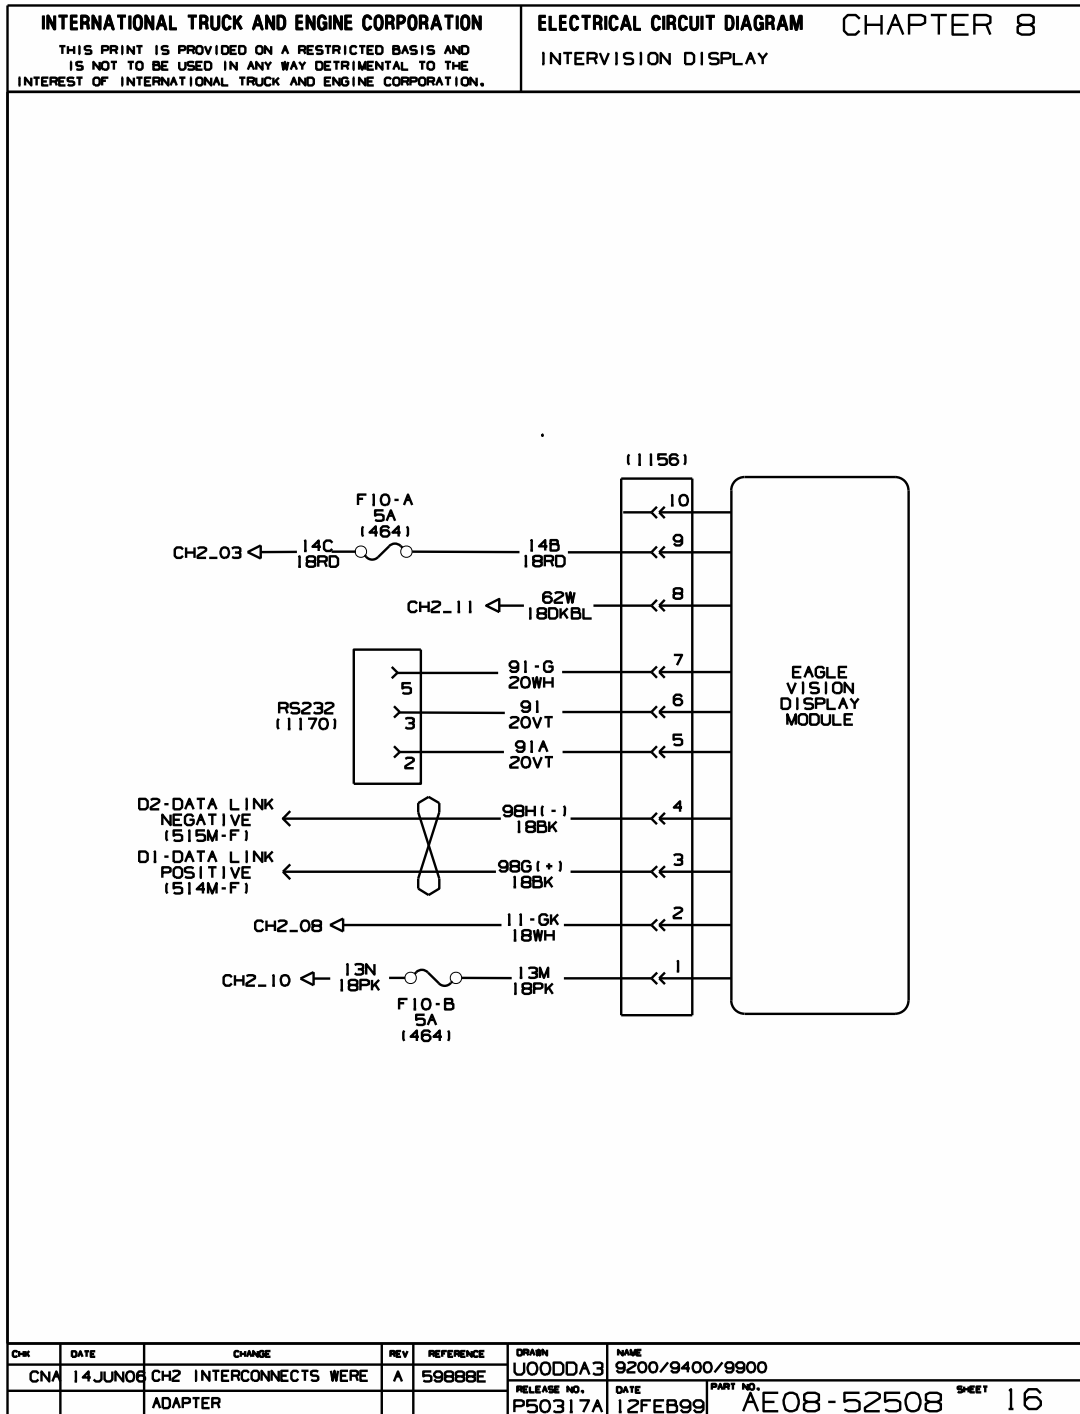 INTERNATIONAL TRUCK AND ENGINE CORPORATION
THIS PRINT IS PROVIDED ON A RESTRICTED BASIS AND
IS NOT TO BE USED IN ANY WAY DETRIMENTAL TO THE
INTEREST OF INTERNATIONAL TRUCK AND ENGINE CORPORATION.
ELECTRICAL CIRCUIT DIAGRAM CHAPTER 8
INTERVISION DISPLAY
(1156)
10
F10-A
5A
(464)
CH2_03
14C
18RD
14B
18RD
9
CH2_11
62W
18DKBL
8
RS232
(1170)
5
91-G
20WH
7
3
91
20VT
6
2
91A
20VT
5
EAGLE
VISION
DISPLAY
MODULE
D2-DATA LINK
NEGATIVE
(515M-F)
98H(-)
18BK
4
D1-DATA LINK
POSITIVE
(514M-F)
98G(+)
18BK
3
CH2_08
11-GK
18WH
2
CH2_10
13N
18PK
13M
18PK
1
F10-B
5A
(464)
CHK DATE CHANGE REV REFERENCE
CNA 14JUN06 CH2 INTERCONNECTS WERE A 59888E
ADAPTER
DRAWN
U00DDA3
NAME
9200/9400/9900
RELEASE NO.
P50317A
DATE
12FEB99
PART NO.
AE08-52508
SHEET 16